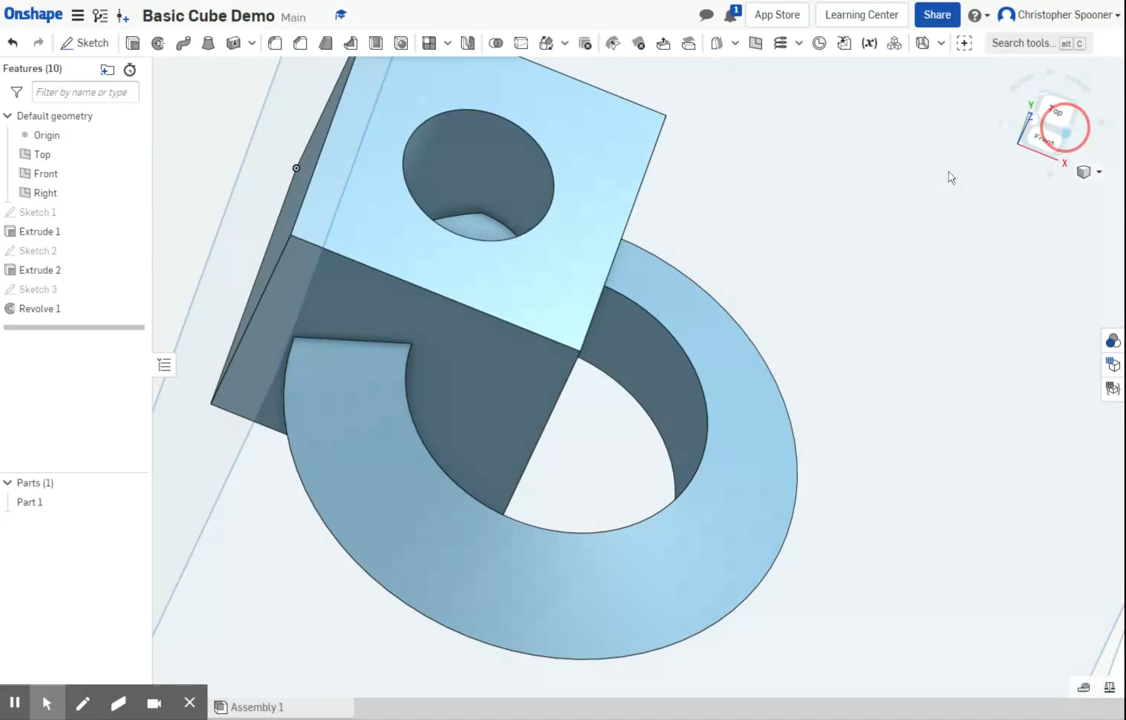 Onshape Basic Cube Demo Main 1 App Store Learning Center Share Christopher Spooner
Sketch (x) Search tools... alt C
Features (10)
Filter by name or type
Default geometry
Origin
Top
Front
Right
Sketch 1
Extrude 1
Sketch 2
Extrude 2
Sketch 3
Revolve 1
Parts (1)
Part 1
Top
Y
Z
Front
X
Assembly 1